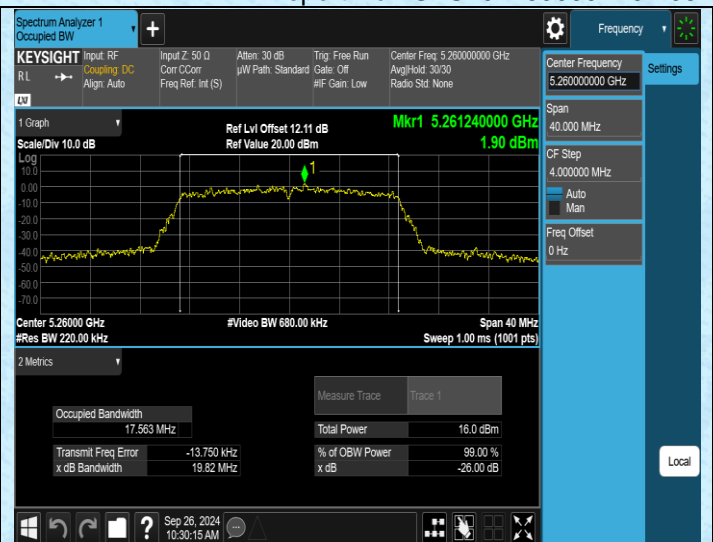 Spectrum Analyzer 1
Occupied BW
Frequency
KEYSIGHT
Input: RF
Coupling: DC
Align: Auto
Input Z: 50 Ω
Corr CCorr
Freq Ref: Int (S)
Atten: 30 dB
µW Path: Standard
Trig: Free Run
Gate: Off
#IF Gain: Low
Center Freq: 5.260000000 GHz
Avg|Hold: 30/30
Radio Std: None
RL
LXI
Center Frequency
5.260000000 GHz
Settings
Span
40.000 MHz
CF Step
4.000000 MHz
Auto
Man
Freq Offset
0 Hz
1 Graph
Scale/Div 10.0 dB
Ref Lvl Offset 12.11 dB
Ref Value 20.00 dBm
Mkr1 5.261240000 GHz
1.90 dBm
Log
10.0
0.00
-10.0
-20.0
-30.0
-40.0
-50.0
-60.0
-70.0
1
Center 5.26000 GHz
#Res BW 220.00 kHz
#Video BW 680.00 kHz
Span 40 MHz
Sweep 1.00 ms (1001 pts)
2 Metrics
Measure Trace
Trace 1
Occupied Bandwidth
17.563 MHz
Total Power
16.0 dBm
Transmit Freq Error
-13.750 kHz
% of OBW Power
99.00 %
x dB Bandwidth
19.82 MHz
x dB
-26.00 dB
Local
?
Sep 26, 2024
10:30:15 AM